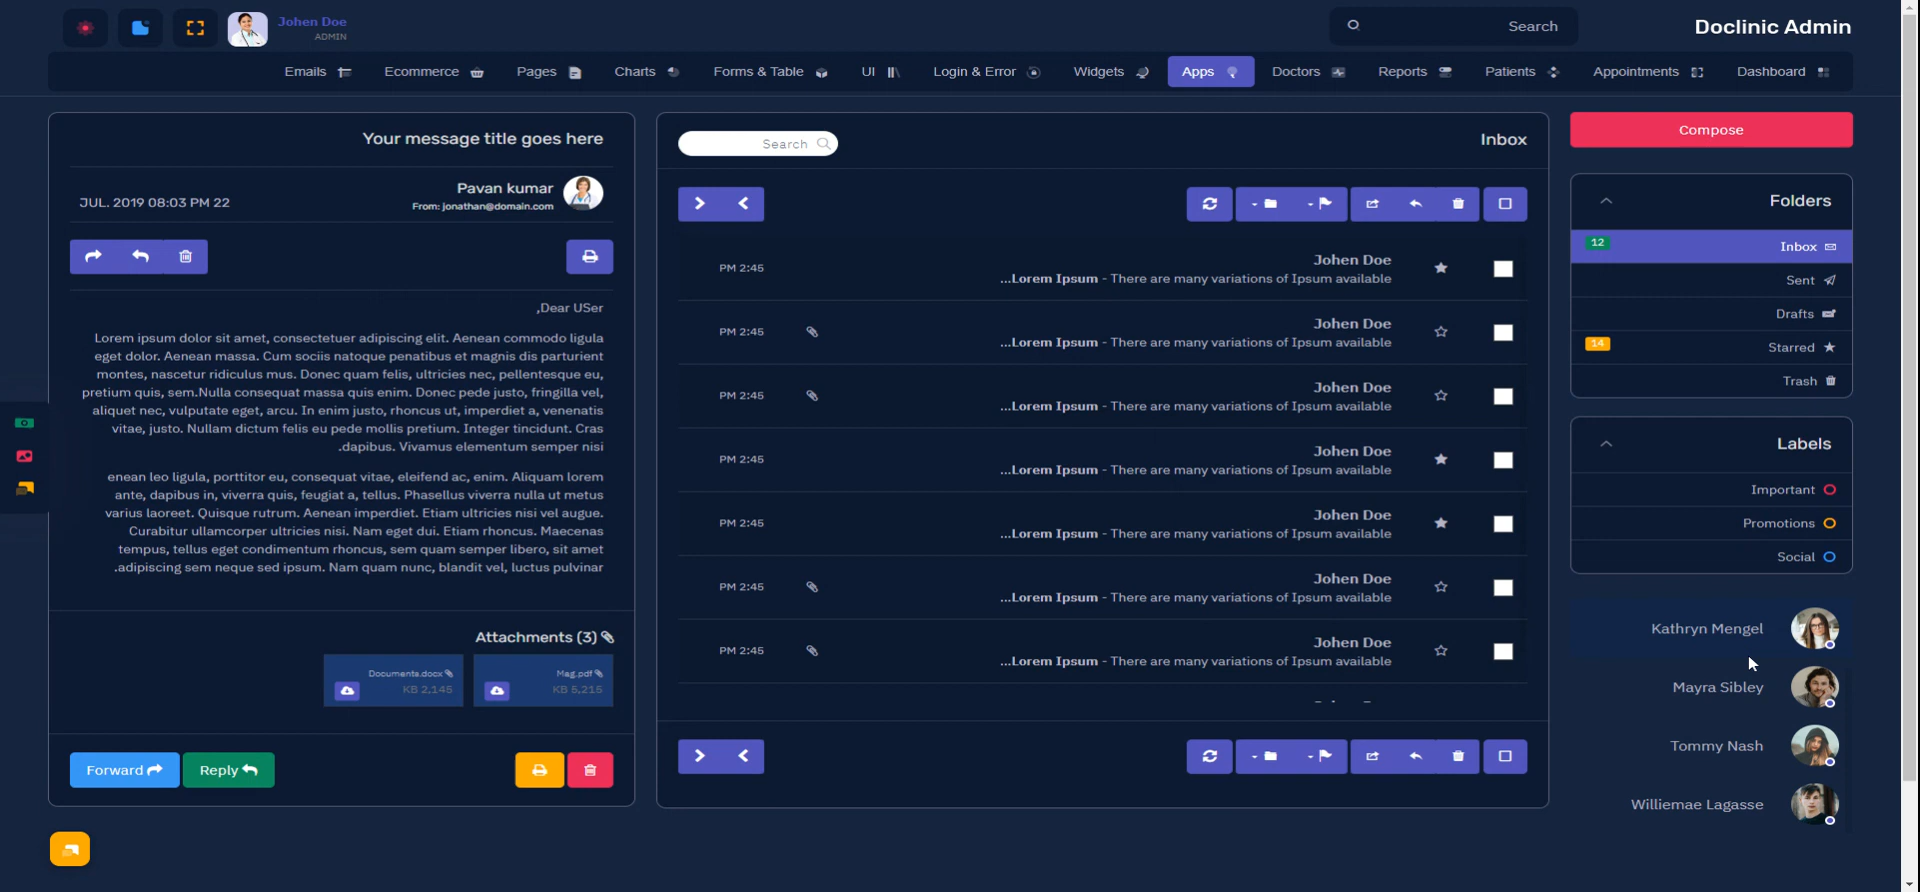 Johen Doe
ADMIN
Search
Doclinic Admin
Emails
Ecommerce
Pages
Charts
Forms & Table
UI
Login & Error
Widgets
Apps
Doctors
Reports
Patients
Appointments
Dashboard
Your message title goes here
Pavan kumar
From: jonathan@domain.com
JUL. 2019 08:03 PM 22
,Dear USer
Lorem ipsum dolor sit amet, consectetuer adipiscing elit. Aenean commodo ligula
eget dolor. Aenean massa. Cum sociis natoque penatibus et magnis dis parturient
montes, nascetur ridiculus mus. Donec quam felis, ultricies nec, pellentesque eu,
pretium quis, sem.Nulla consequat massa quis enim. Donec pede justo, fringilla vel,
aliquet nec, vulputate eget, arcu. In enim justo, rhoncus ut, imperdiet a, venenatis
vitae, justo. Nullam dictum felis eu pede mollis pretium. Integer tincidunt. Cras
.dapibus. Vivamus elementum semper nisi
enean leo ligula, porttitor eu, consequat vitae, eleifend ac, enim. Aliquam lorem
ante, dapibus in, viverra quis, feugiat a, tellus. Phasellus viverra nulla ut metus
varius laoreet. Quisque rutrum. Aenean imperdiet. Etiam ultricies nisi vel augue.
Curabitur ullamcorper ultricies nisi. Nam eget dui. Etiam rhoncus. Maecenas
tempus, tellus eget condimentum rhoncus, sem quam semper libero, sit amet
.adipiscing sem neque sed ipsum. Nam quam nunc, blandit vel, luctus pulvinar
Attachments (3)
Documents.docx
KB 2,145
Mag.pdf
KB 5,215
Forward
Reply
Search
Inbox
PM 2:45
Johen Doe
...Lorem Ipsum - There are many variations of Ipsum available
PM 2:45
Johen Doe
...Lorem Ipsum - There are many variations of Ipsum available
PM 2:45
Johen Doe
...Lorem Ipsum - There are many variations of Ipsum available
PM 2:45
Johen Doe
...Lorem Ipsum - There are many variations of Ipsum available
PM 2:45
Johen Doe
...Lorem Ipsum - There are many variations of Ipsum available
PM 2:45
Johen Doe
...Lorem Ipsum - There are many variations of Ipsum available
PM 2:45
Johen Doe
...Lorem Ipsum - There are many variations of Ipsum available
Compose
Folders
12 Inbox
Sent
Drafts
14 Starred
Trash
Labels
Important
Promotions
Social
Kathryn Mengel
Mayra Sibley
Tommy Nash
Williemae Lagasse